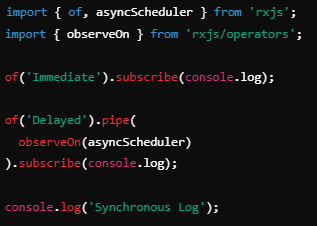 import { of, asyncScheduler } from 'rxjs';
import { observeOn } from 'rxjs/operators';
of('Immediate').subscribe(console.log);
of('Delayed').pipe(
  observeOn(asyncScheduler)
).subscribe(console.log);
console.log('Synchronous Log');